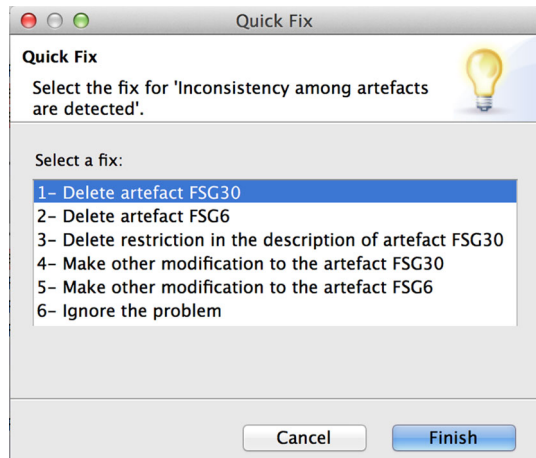 Quick Fix
Quick Fix
Select the fix for 'Inconsistency among artefacts
are detected'.
Select a fix:
1- Delete artefact FSG30
2- Delete artefact FSG6
3- Delete restriction in the description of artefact FSG30
4- Make other modification to the artefact FSG30
5- Make other modification to the artefact FSG6
6- Ignore the problem
Cancel
Finish